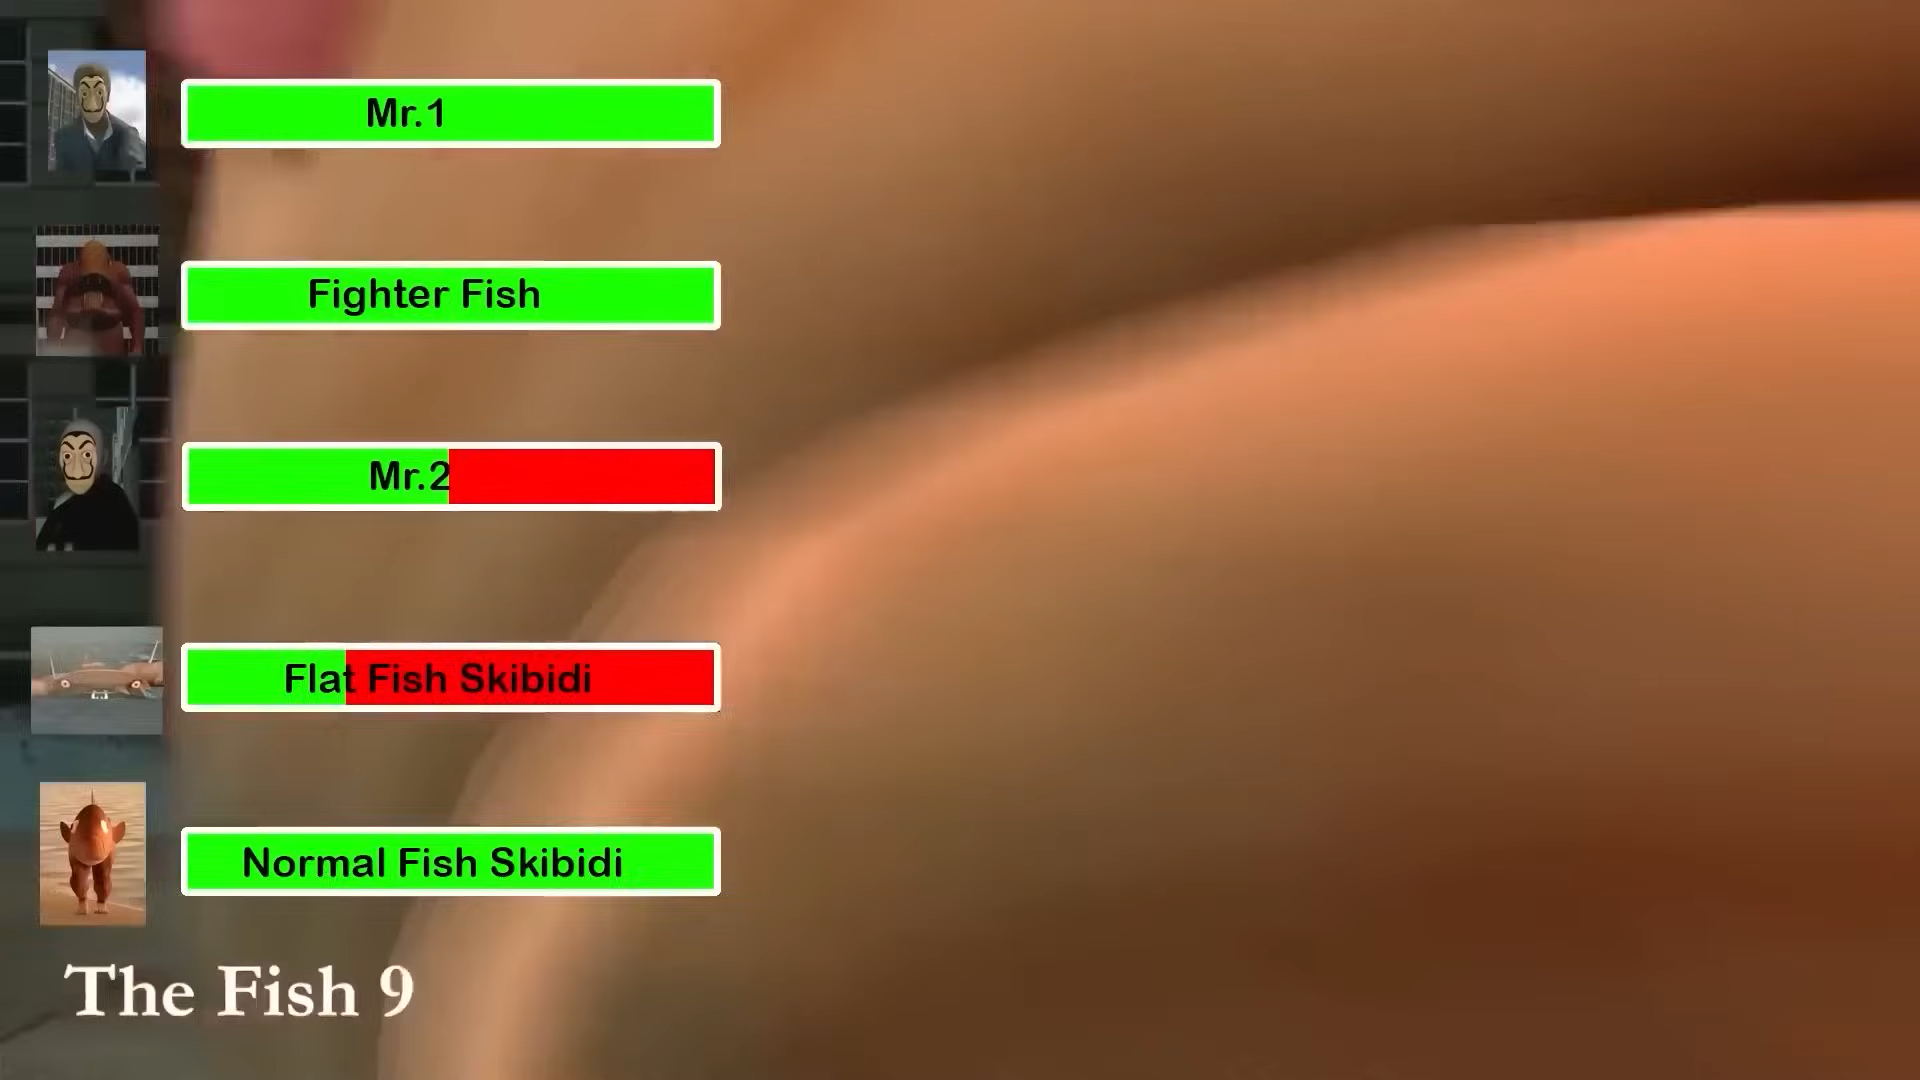 Mr.1
Fighter Fish
Mr.2
Flat Fish Skibidi
Normal Fish Skibidi
The Fish 9